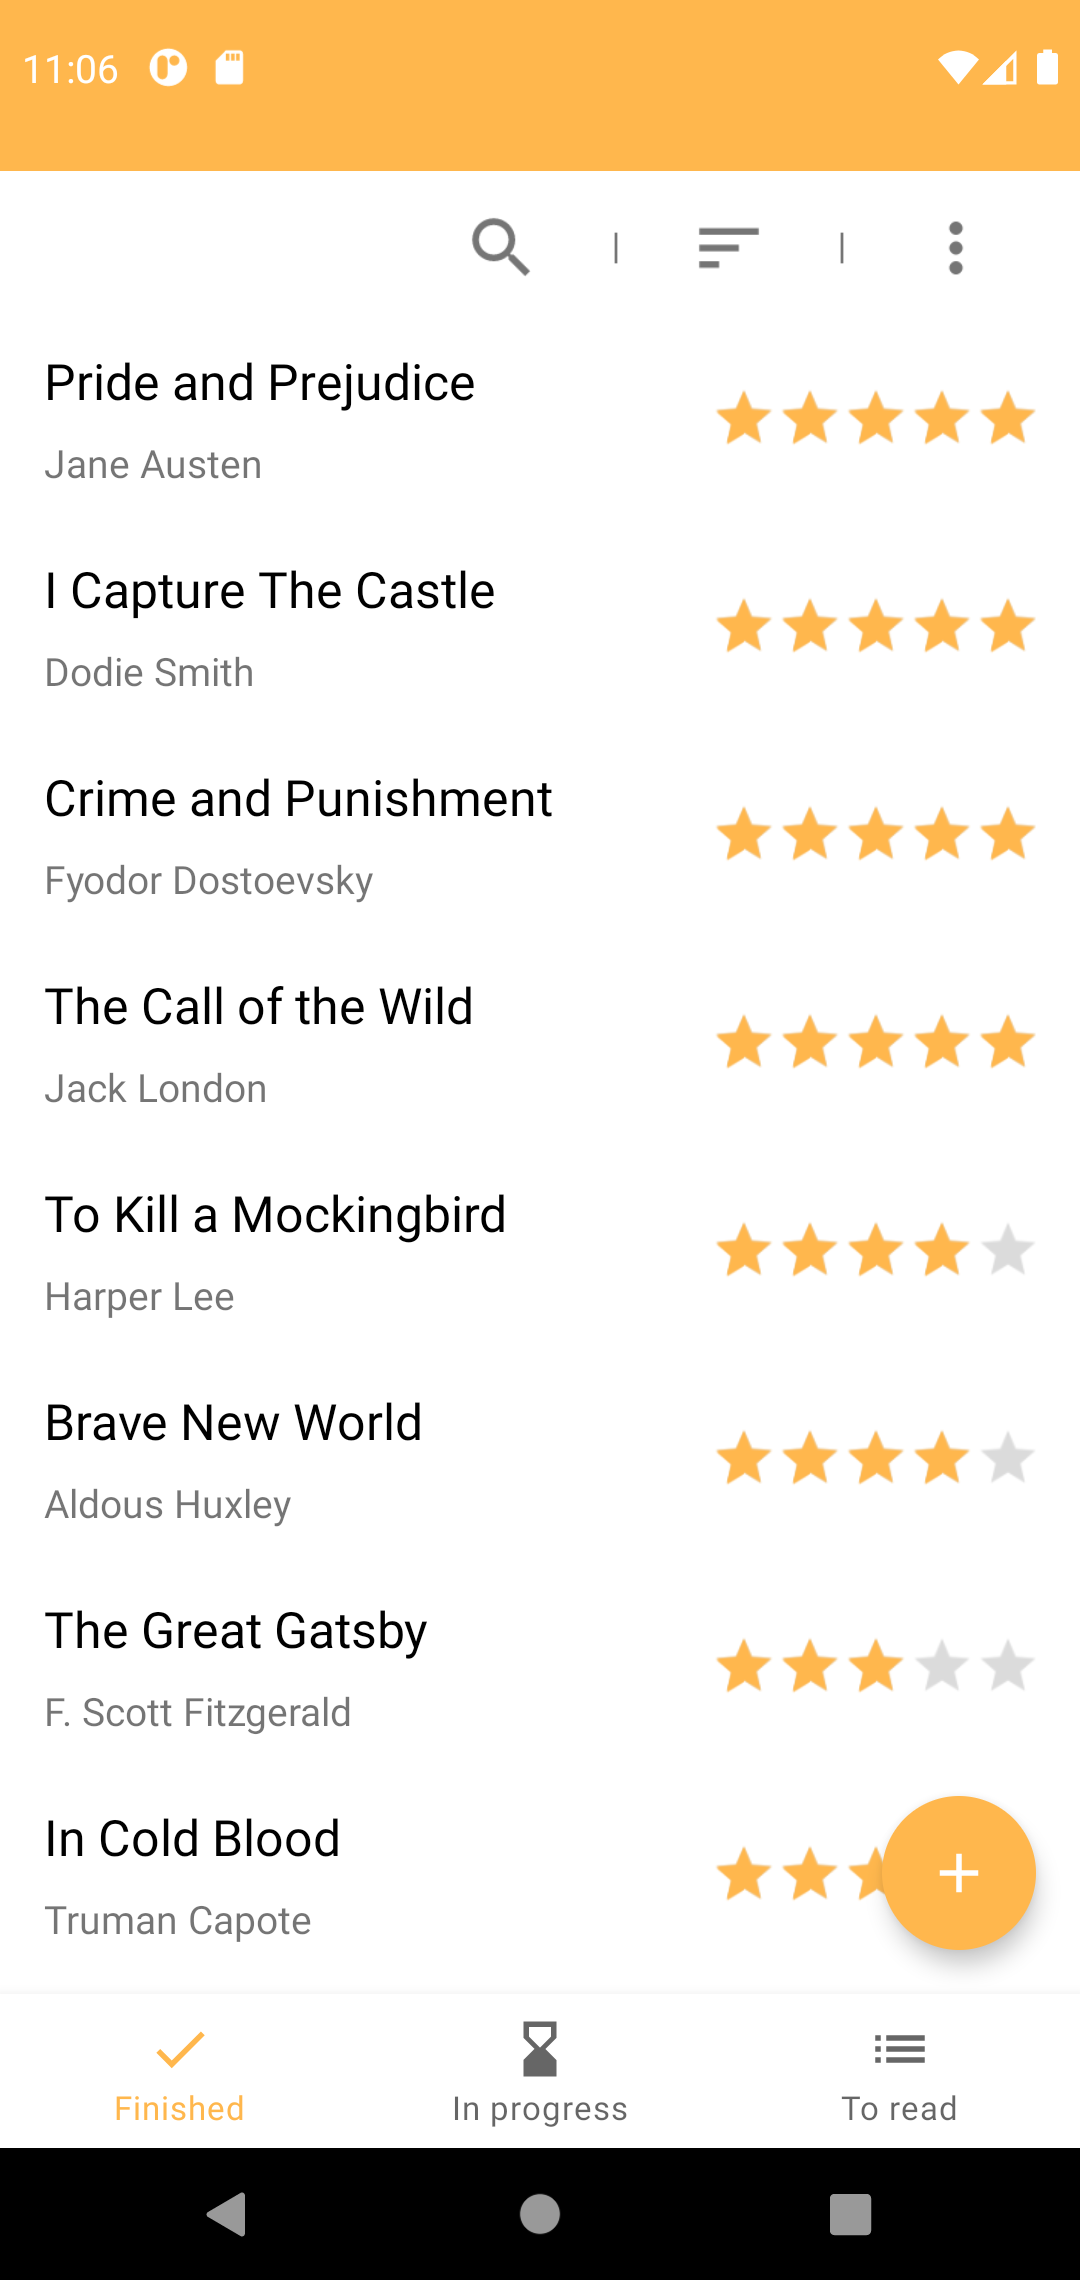 11:06
Pride and Prejudice
Jane Austen
I Capture The Castle
Dodie Smith
Crime and Punishment
Fyodor Dostoevsky
The Call of the Wild
Jack London
To Kill a Mockingbird
Harper Lee
Brave New World
Aldous Huxley
The Great Gatsby
F. Scott Fitzgerald
In Cold Blood
Truman Capote
Finished
In progress
To read